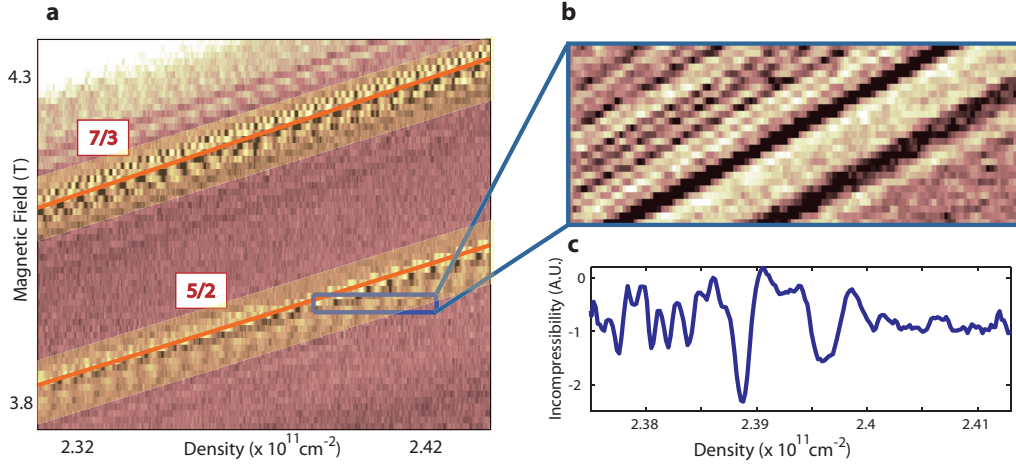 a
Magnetic Field (T)
4.3
3.8
7/3
5/2
2.32
Density (x 10¹¹cm⁻²)
2.42
b
c
Incompressibility (A.U.)
0
-1
-2
2.38
2.39
2.4
2.41
Density (x 10¹¹cm⁻²)